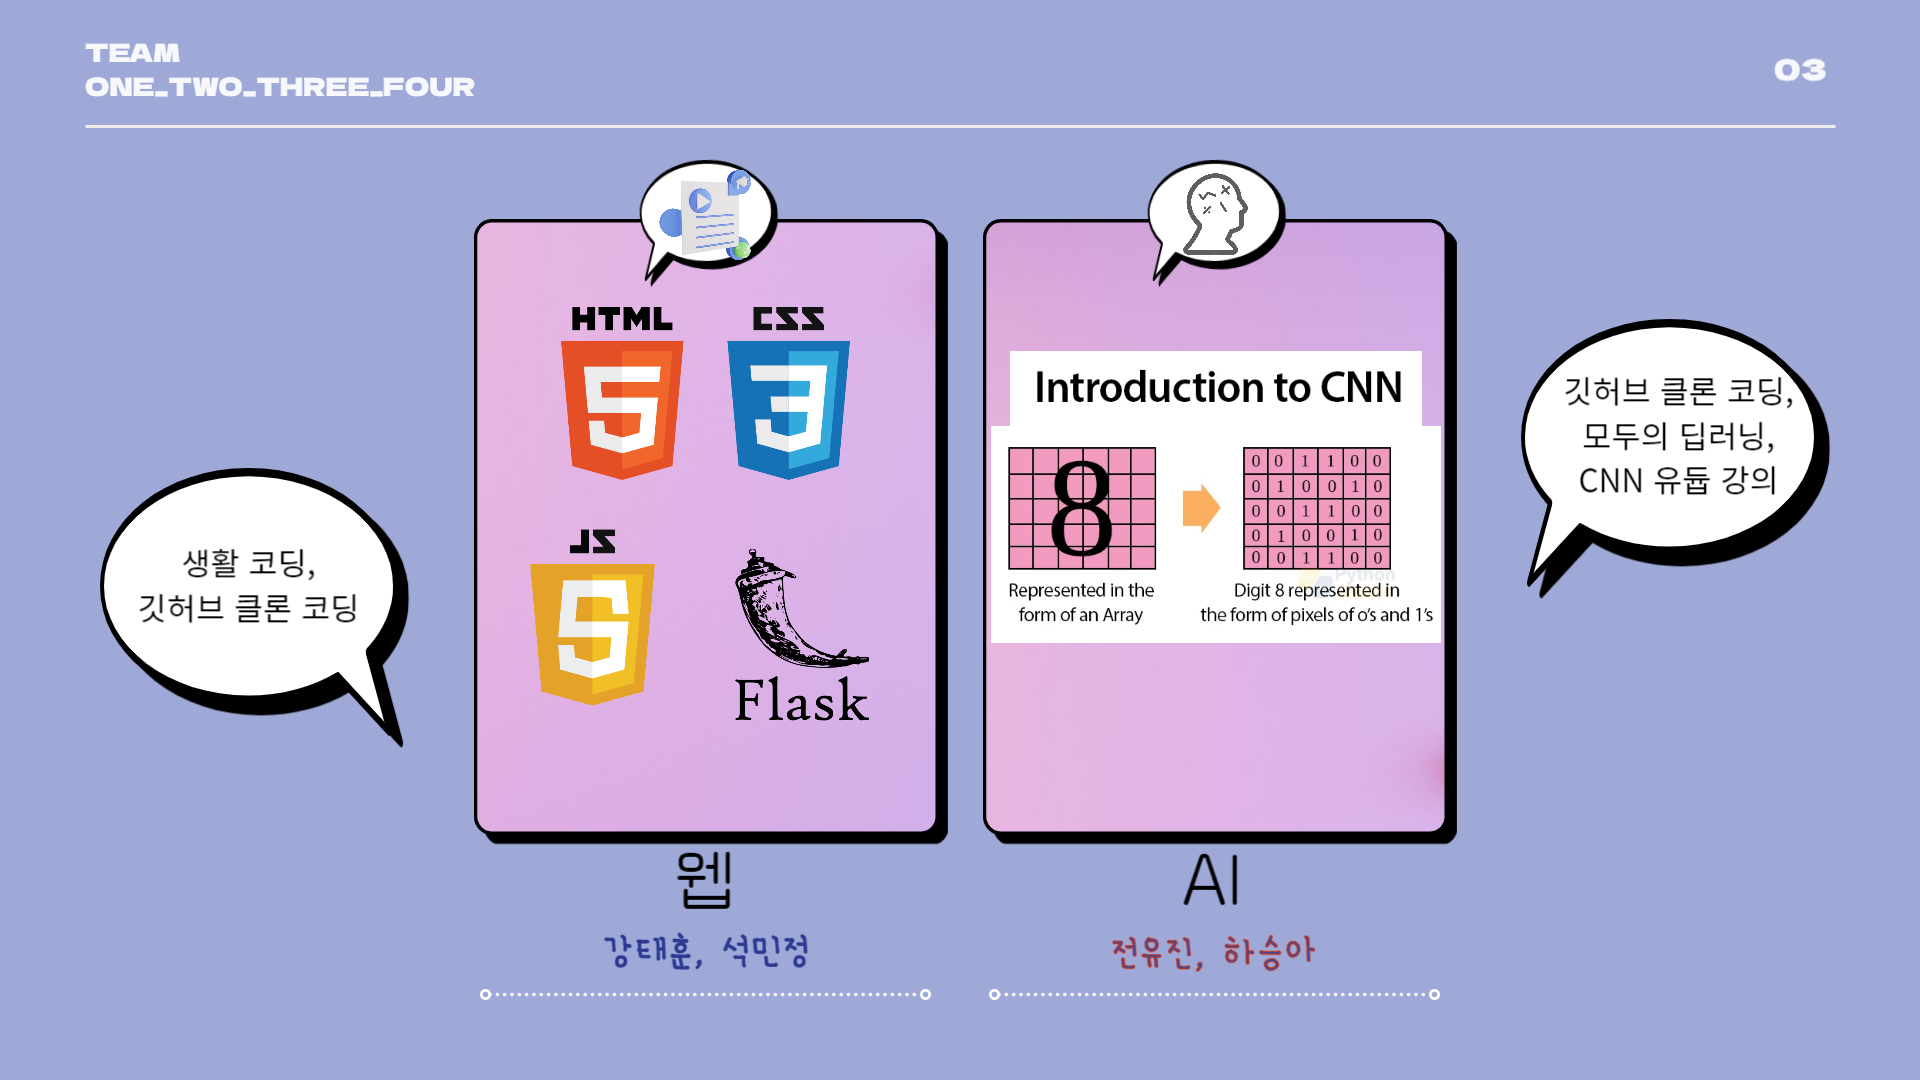 TEAM
ONE_TWO_THREE_FOUR
03
HTML
CSS
JS
Flask
생활 코딩,
깃허브 클론 코딩
Introduction to CNN
8
0 0 1 1 0 0
0 1 0 0 1 0
0 0 1 1 0 0
0 1 0 0 1 0
0 0 1 1 0 0
Python
Represented in the
form of an Array
Digit 8 represented in
the form of pixels of o's and 1's
깃허브 클론 코딩,
모두의 딥러닝,
CNN 유튭 강의
웹
강태훈, 석민정
AI
전유진, 하승아